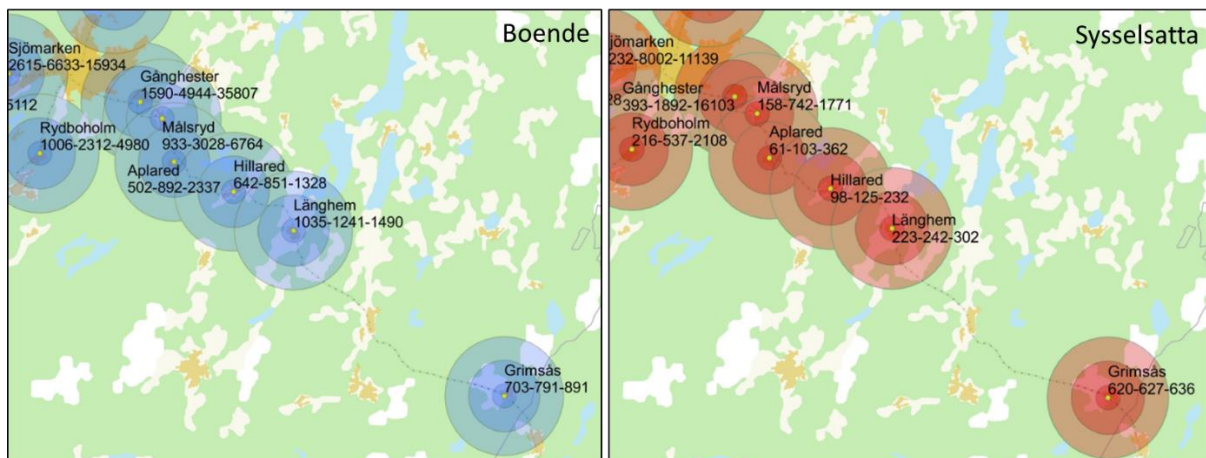 Boende
Sjömarken
2615-6633-15934
Gånghester
1590-4944-35807
5112
Rydboholm
1006-2312-4980
Målsryd
933-3028-6764
Aplared
502-892-2337
Hillared
642-851-1328
Länghem
1035-1241-1490
Grimsås
703-791-891
Sysselsatta
jömarken
232-8002-11139
Gånghester
393-1892-16103
28
Målsryd
158-742-1771
Rydboholm
216-537-2108
Aplared
61-103-362
Hillared
98-125-232
Länghem
223-242-302
Grimsås
620-627-636